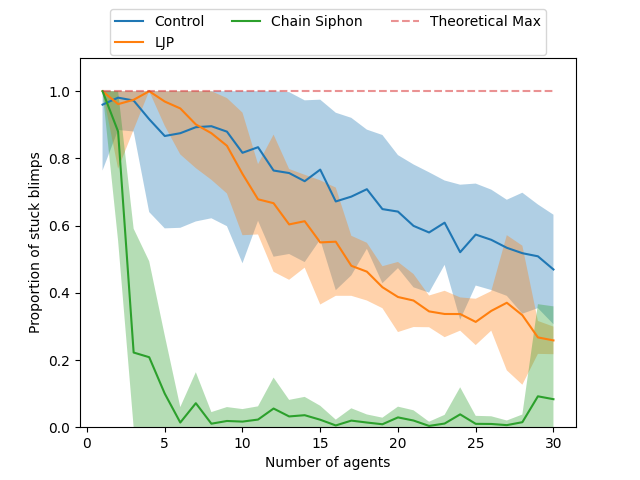 Control Chain Siphon Theoretical Max
LJP
1.0
0.8
0.6
0.4
0.2
0.0
Proportion of stuck blimps
0 5 10 15 20 25 30
Number of agents